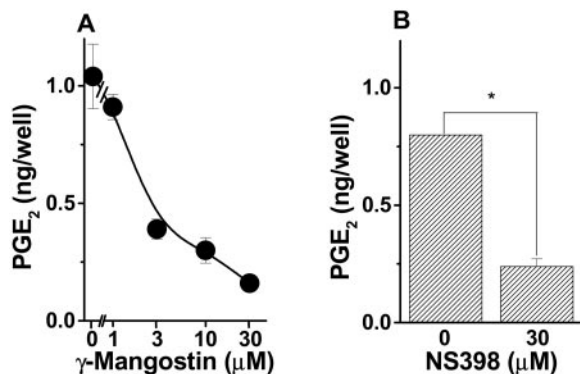 A
PGE₂ (ng/well)
1.0
0.5
0.0
0 1 3 10 30
γ-Mangostin (μM)
B
PGE₂ (ng/well)
1.0
0.5
0.0
*
0 30
NS398 (μM)